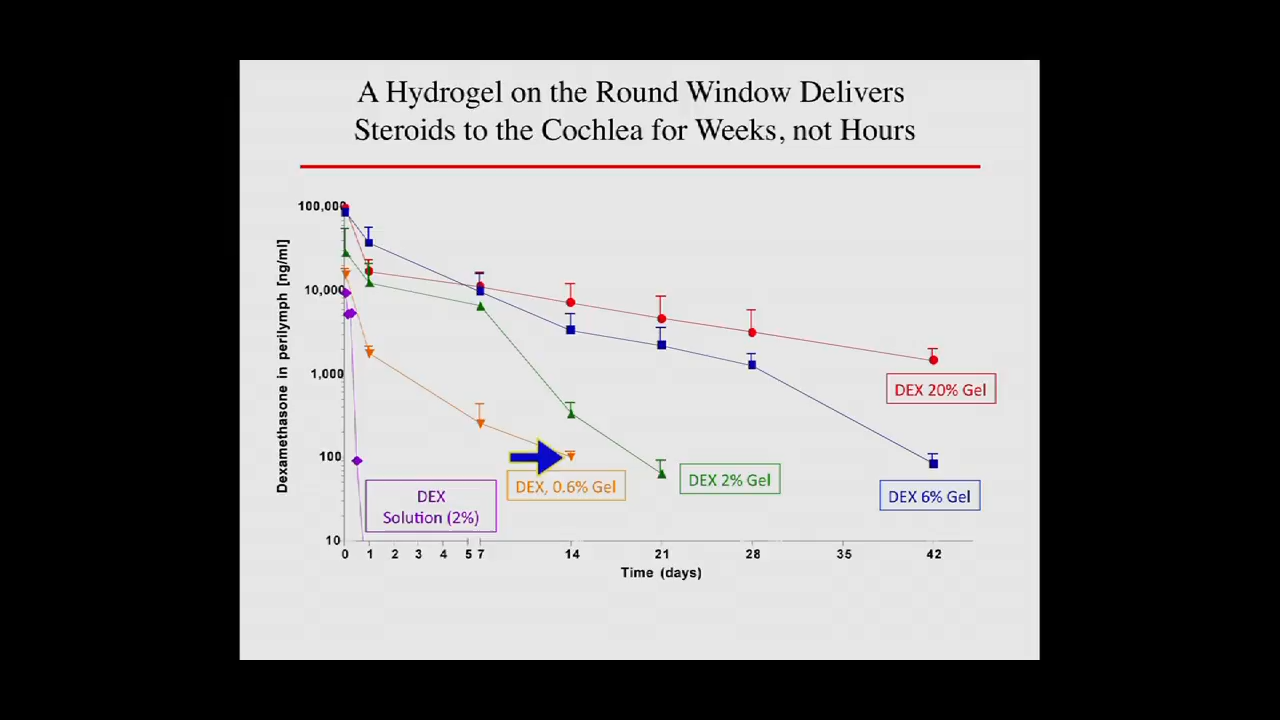 A Hydrogel on the Round Window Delivers
Steroids to the Cochlea for Weeks, not Hours
Dexamethasone in perilymph [ng/ml]
100,000
10,000
1,000
100
10
DEX 20% Gel
DEX 2% Gel
DEX, 0.6% Gel
DEX 6% Gel
DEX
Solution (2%)
0 1 2 3 4 5 7 14 21 28 35 42
Time (days)